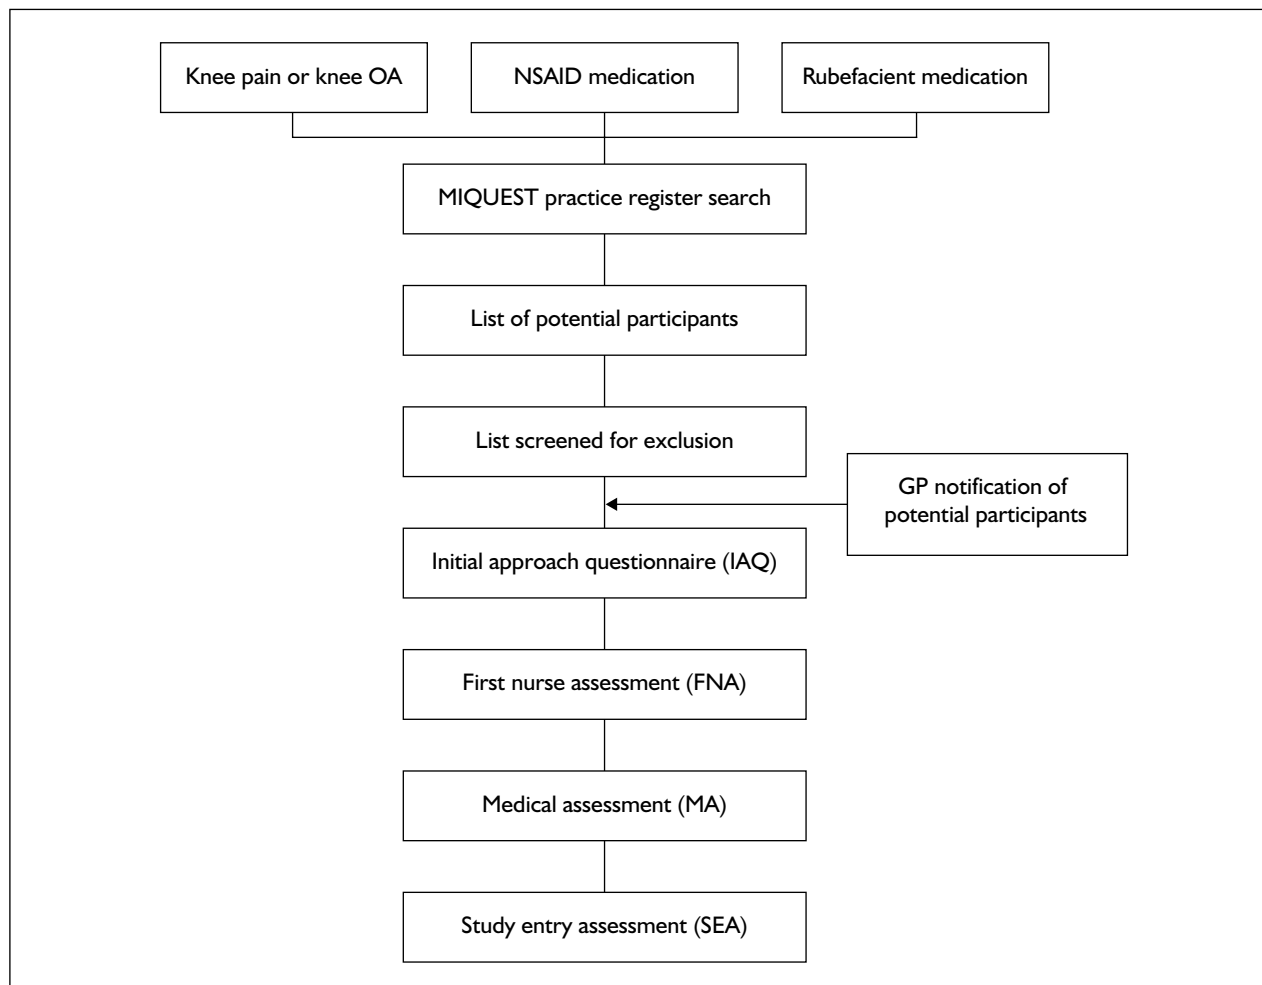 Knee pain or knee OA
NSAID medication
Rubefacient medication
MIQUEST practice register search
List of potential participants
List screened for exclusion
GP notification of
potential participants
Initial approach questionnaire (IAQ)
First nurse assessment (FNA)
Medical assessment (MA)
Study entry assessment (SEA)